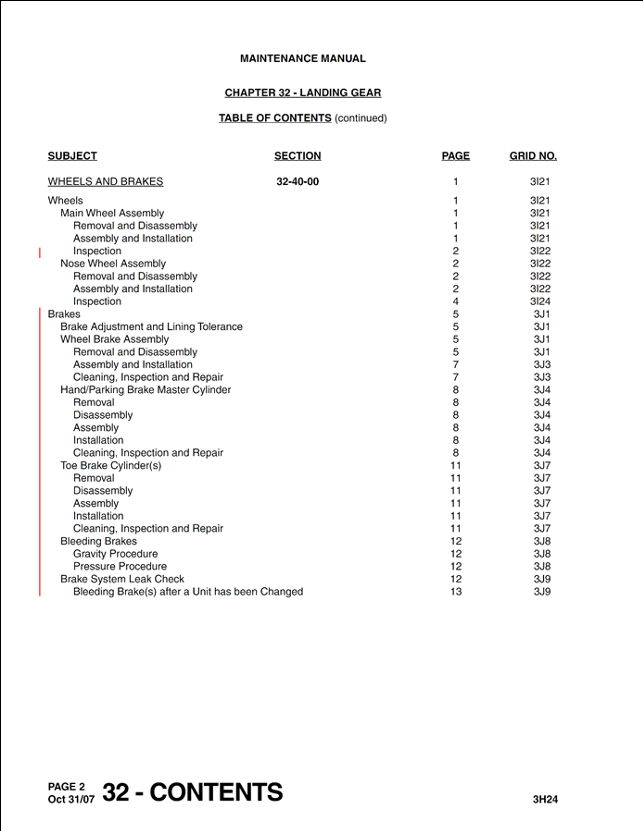 MAINTENANCE MANUAL
CHAPTER 32 - LANDING GEAR
TABLE OF CONTENTS (continued)
SUBJECT SECTION PAGE GRID NO.
WHEELS AND BRAKES 32-40-00 1 3I21
Wheels 1 3I21
Main Wheel Assembly 1 3I21
Removal and Disassembly 1 3I21
Assembly and Installation 1 3I21
Inspection 2 3I22
Nose Wheel Assembly 2 3I22
Removal and Disassembly 2 3I22
Assembly and Installation 2 3I22
Inspection 4 3I24
Brakes 5 3J1
Brake Adjustment and Lining Tolerance 5 3J1
Wheel Brake Assembly 5 3J1
Removal and Disassembly 5 3J1
Assembly and Installation 7 3J3
Cleaning, Inspection and Repair 7 3J3
Hand/Parking Brake Master Cylinder 8 3J4
Removal 8 3J4
Disassembly 8 3J4
Assembly 8 3J4
Installation 8 3J4
Cleaning, Inspection and Repair 8 3J4
Toe Brake Cylinder(s) 11 3J7
Removal 11 3J7
Disassembly 11 3J7
Assembly 11 3J7
Installation 11 3J7
Cleaning, Inspection and Repair 11 3J7
Bleeding Brakes 12 3J8
Gravity Procedure 12 3J8
Pressure Procedure 12 3J8
Brake System Leak Check 12 3J9
Bleeding Brake(s) after a Unit has been Changed 13 3J9
PAGE 2
Oct 31/07 32 - CONTENTS 3H24